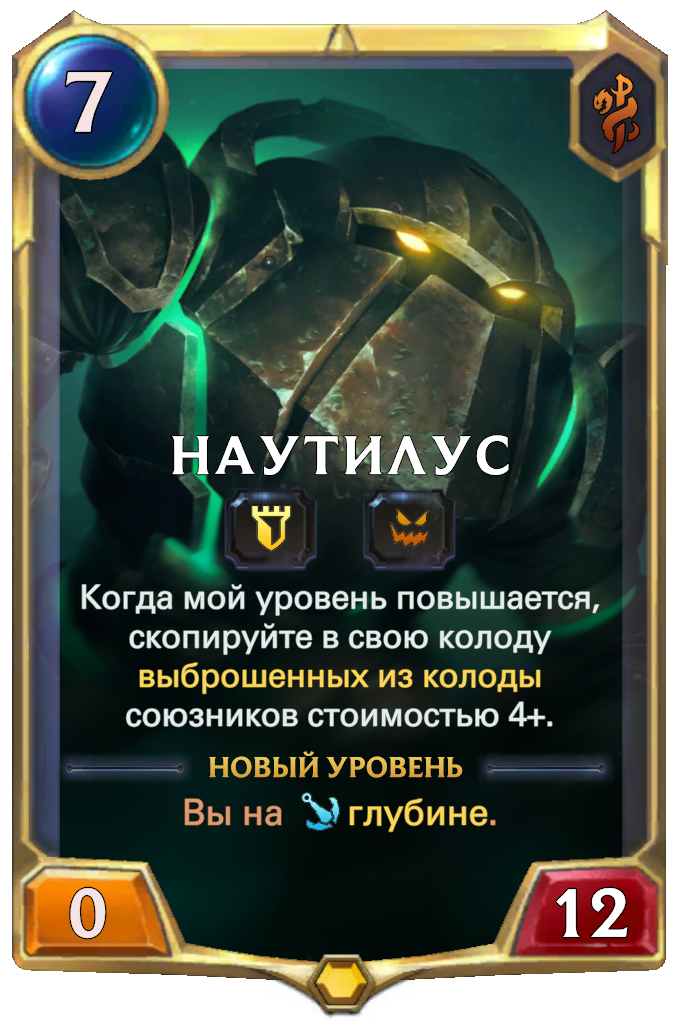 7
НАУТИЛУС
Когда мой уровень повышается,
скопируйте в свою колоду
выброшенных из колоды
союзников стоимостью 4+.
НОВЫЙ УРОВЕНЬ
Вы на глубине.
0
12